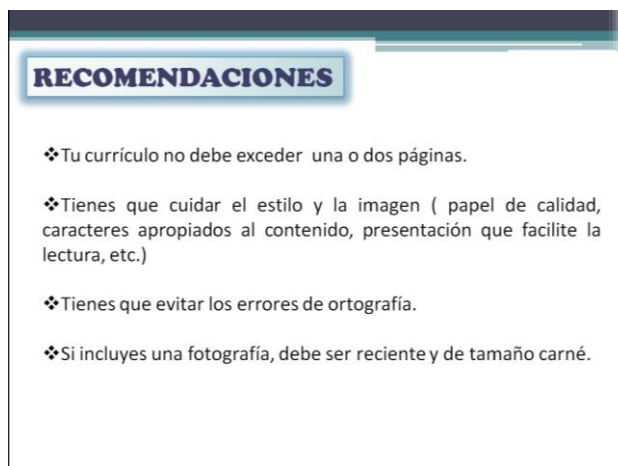 RECOMENDACIONES
❖Tu currículo no debe exceder una o dos páginas.
❖Tienes que cuidar el estilo y la imagen ( papel de calidad,
caracteres apropiados al contenido, presentación que facilite la
lectura, etc.)
❖Tienes que evitar los errores de ortografía.
❖Si incluyes una fotografía, debe ser reciente y de tamaño carné.